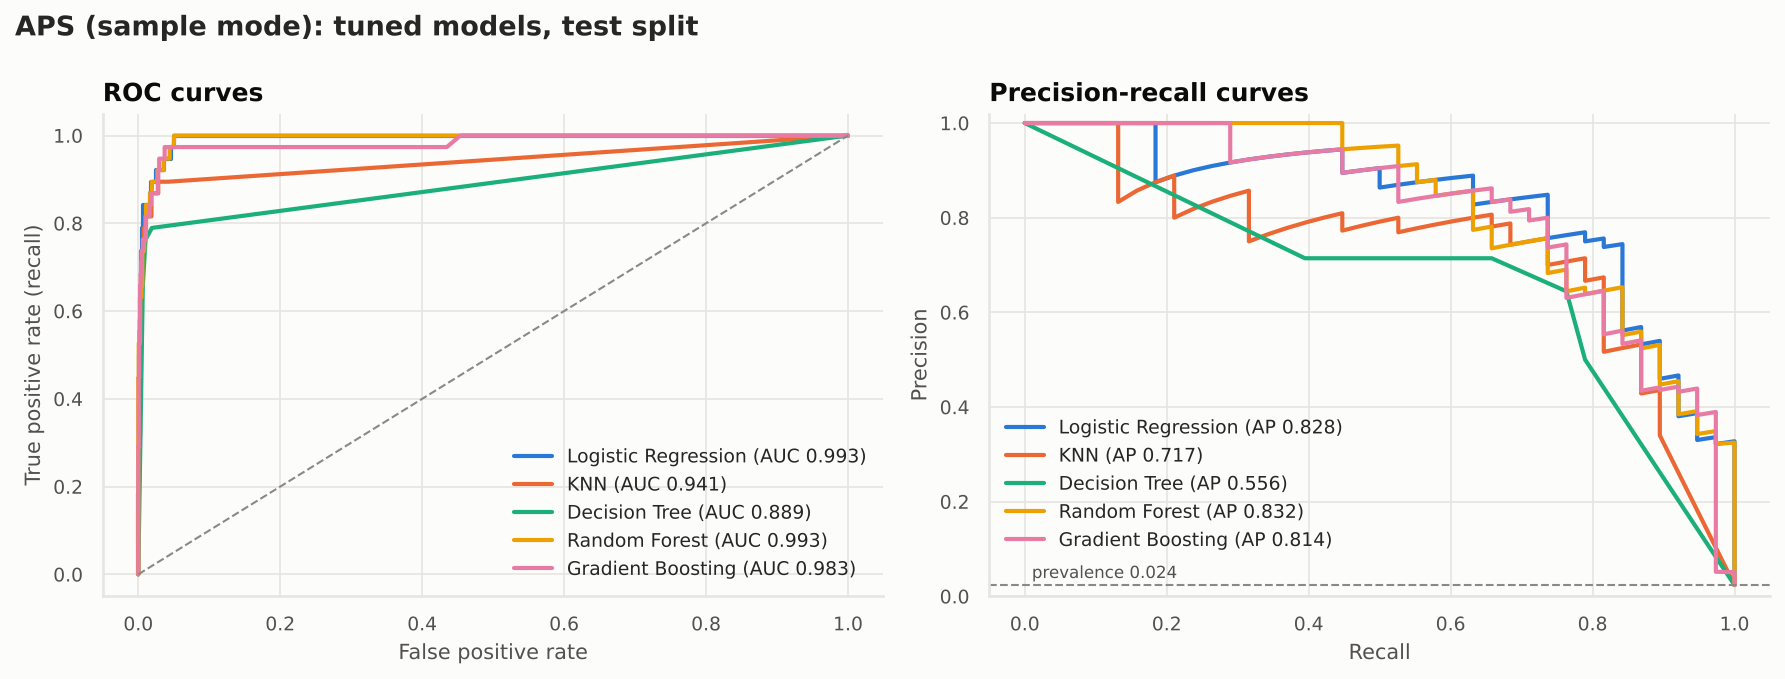 APS (sample mode): tuned models, test split
ROC curves
True positive rate (recall)
1.0
0.8
0.6
0.4
0.2
0.0
Logistic Regression (AUC 0.993)
KNN (AUC 0.941)
Decision Tree (AUC 0.889)
Random Forest (AUC 0.993)
Gradient Boosting (AUC 0.983)
0.0 0.2 0.4 0.6 0.8 1.0
False positive rate
Precision-recall curves
Precision
1.0
0.8
0.6
0.4
0.2
0.0
Logistic Regression (AP 0.828)
KNN (AP 0.717)
Decision Tree (AP 0.556)
Random Forest (AP 0.832)
Gradient Boosting (AP 0.814)
prevalence 0.024
0.0 0.2 0.4 0.6 0.8 1.0
Recall